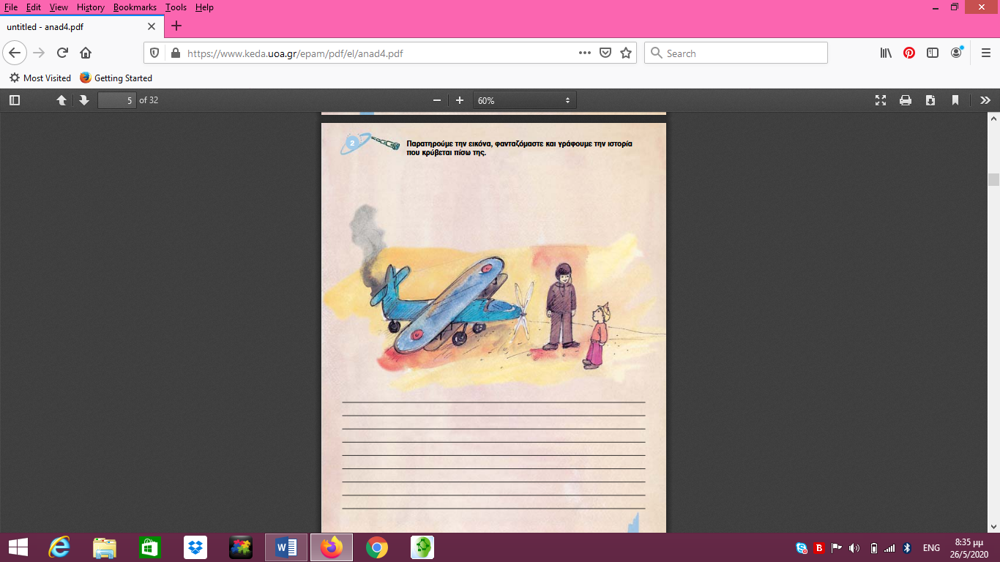 File Edit View History Bookmarks Tools Help
untitled - anad4.pdf
https://www.keda.uoa.gr/epam/pdf/el/anad4.pdf
Search
Most Visited Getting Started
5 of 32
60%
2
Παρατηρούμε την εικόνα, φανταζόμαστε και γράφουμε την ιστορία
που κρύβεται πίσω της.
ENG
8:35 μμ
26/5/2020